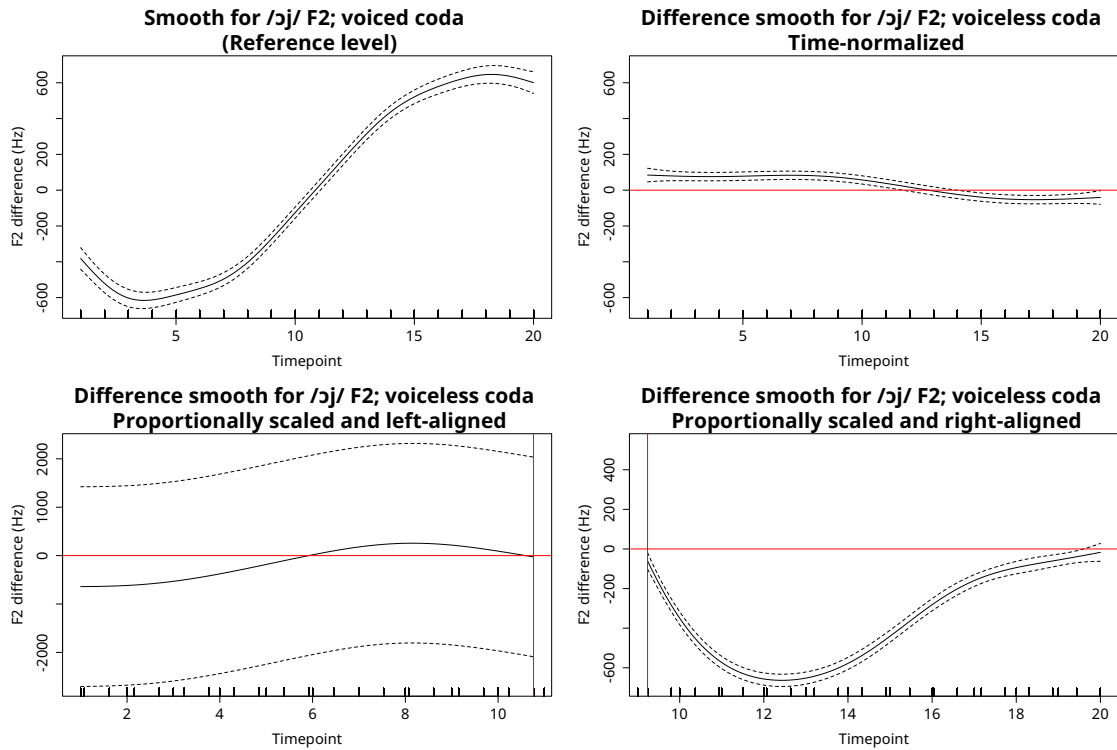 Smooth for /ɔj/ F2; voiced coda
(Reference level)
F2 difference (Hz)
600
200
0
-200
-600
5
10
15
20
Timepoint
Difference smooth for /ɔj/ F2; voiceless coda
Time-normalized
F2 difference (Hz)
600
200
0
-200
-600
5
10
15
20
Timepoint
Difference smooth for /ɔj/ F2; voiceless coda
Proportionally scaled and left-aligned
F2 difference (Hz)
2000
1000
0
-2000
2
4
6
8
10
Timepoint
Difference smooth for /ɔj/ F2; voiceless coda
Proportionally scaled and right-aligned
F2 difference (Hz)
400
200
0
-200
-600
10
12
14
16
18
20
Timepoint